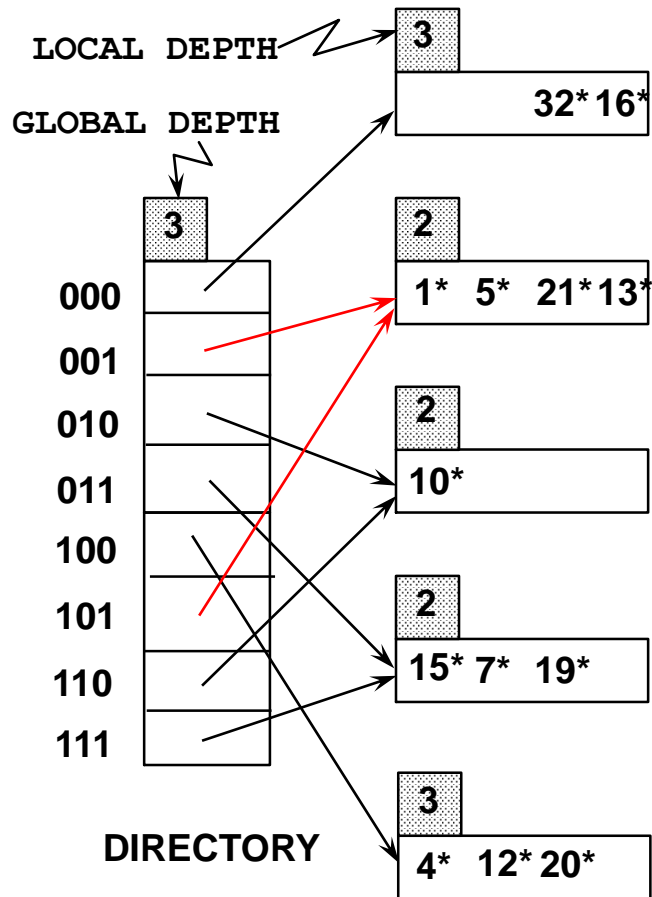 LOCAL DEPTH
3
32* 16*
GLOBAL DEPTH
3
2
000
1* 5* 21* 13*
001
2
010
10*
011
100
2
101
15* 7* 19*
110
111
3
DIRECTORY
4* 12* 20*